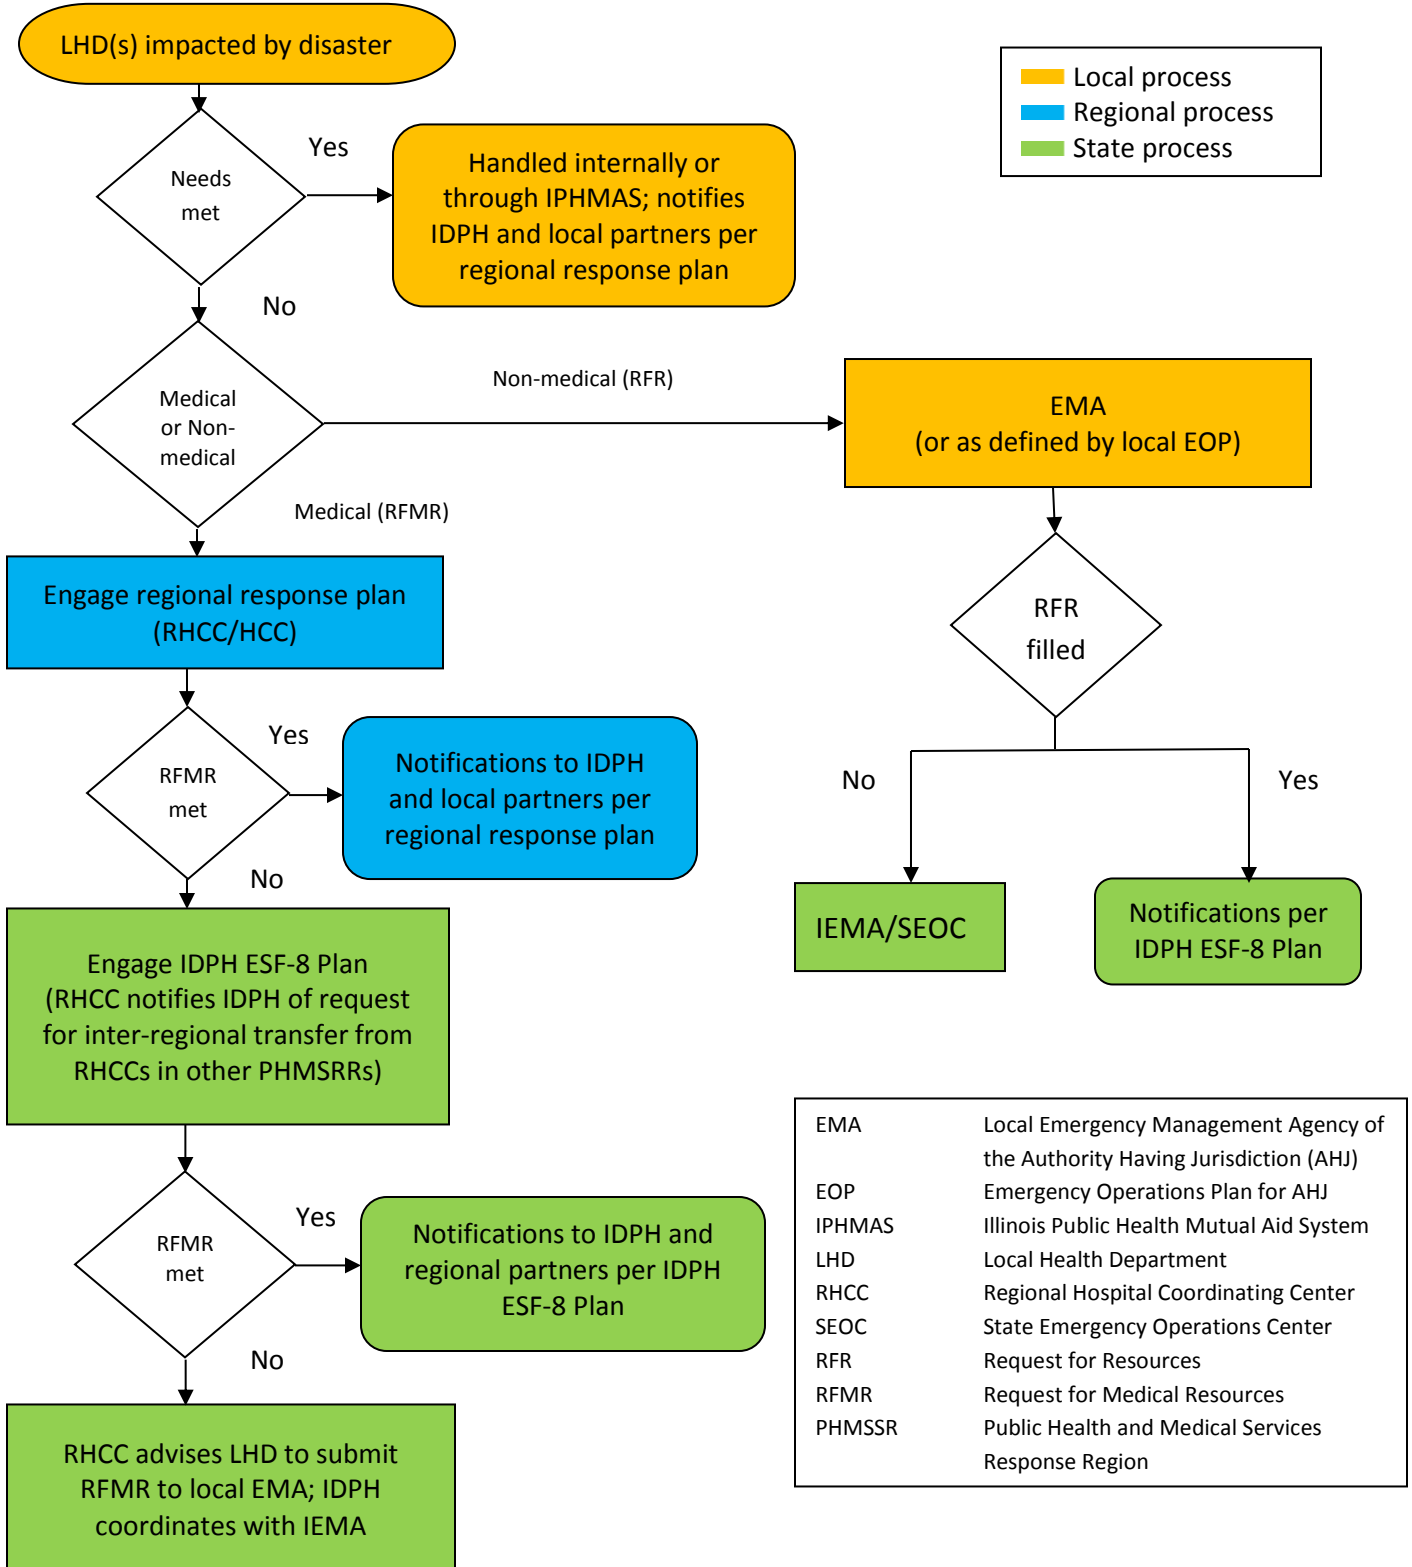 LHD(s) impacted by disaster
Local process
Regional process
State process
Needs
met
Yes
Handled internally or
through IPHMAS; notifies
IDPH and local partners per
regional response plan
No
Medical
or Non-
medical
Non-medical (RFR)
EMA
(or as defined by local EOP)
Medical (RFMR)
Engage regional response plan
(RHCC/HCC)
RFR
filled
RFMR
met
Yes
Notifications to IDPH
and local partners per
regional response plan
No
Yes
No
IEMA/SEOC
Notifications per
IDPH ESF-8 Plan
Engage IDPH ESF-8 Plan
(RHCC notifies IDPH of request
for inter-regional transfer from
RHCCs in other PHMSRRs)
RFMR
met
Yes
Notifications to IDPH and
regional partners per IDPH
ESF-8 Plan
No
RHCC advises LHD to submit
RFMR to local EMA; IDPH
coordinates with IEMA
EMA Local Emergency Management Agency of
the Authority Having Jurisdiction (AHJ)
EOP Emergency Operations Plan for AHJ
IPHMAS Illinois Public Health Mutual Aid System
LHD Local Health Department
RHCC Regional Hospital Coordinating Center
SEOC State Emergency Operations Center
RFR Request for Resources
RFMR Request for Medical Resources
PHMSSR Public Health and Medical Services
Response Region